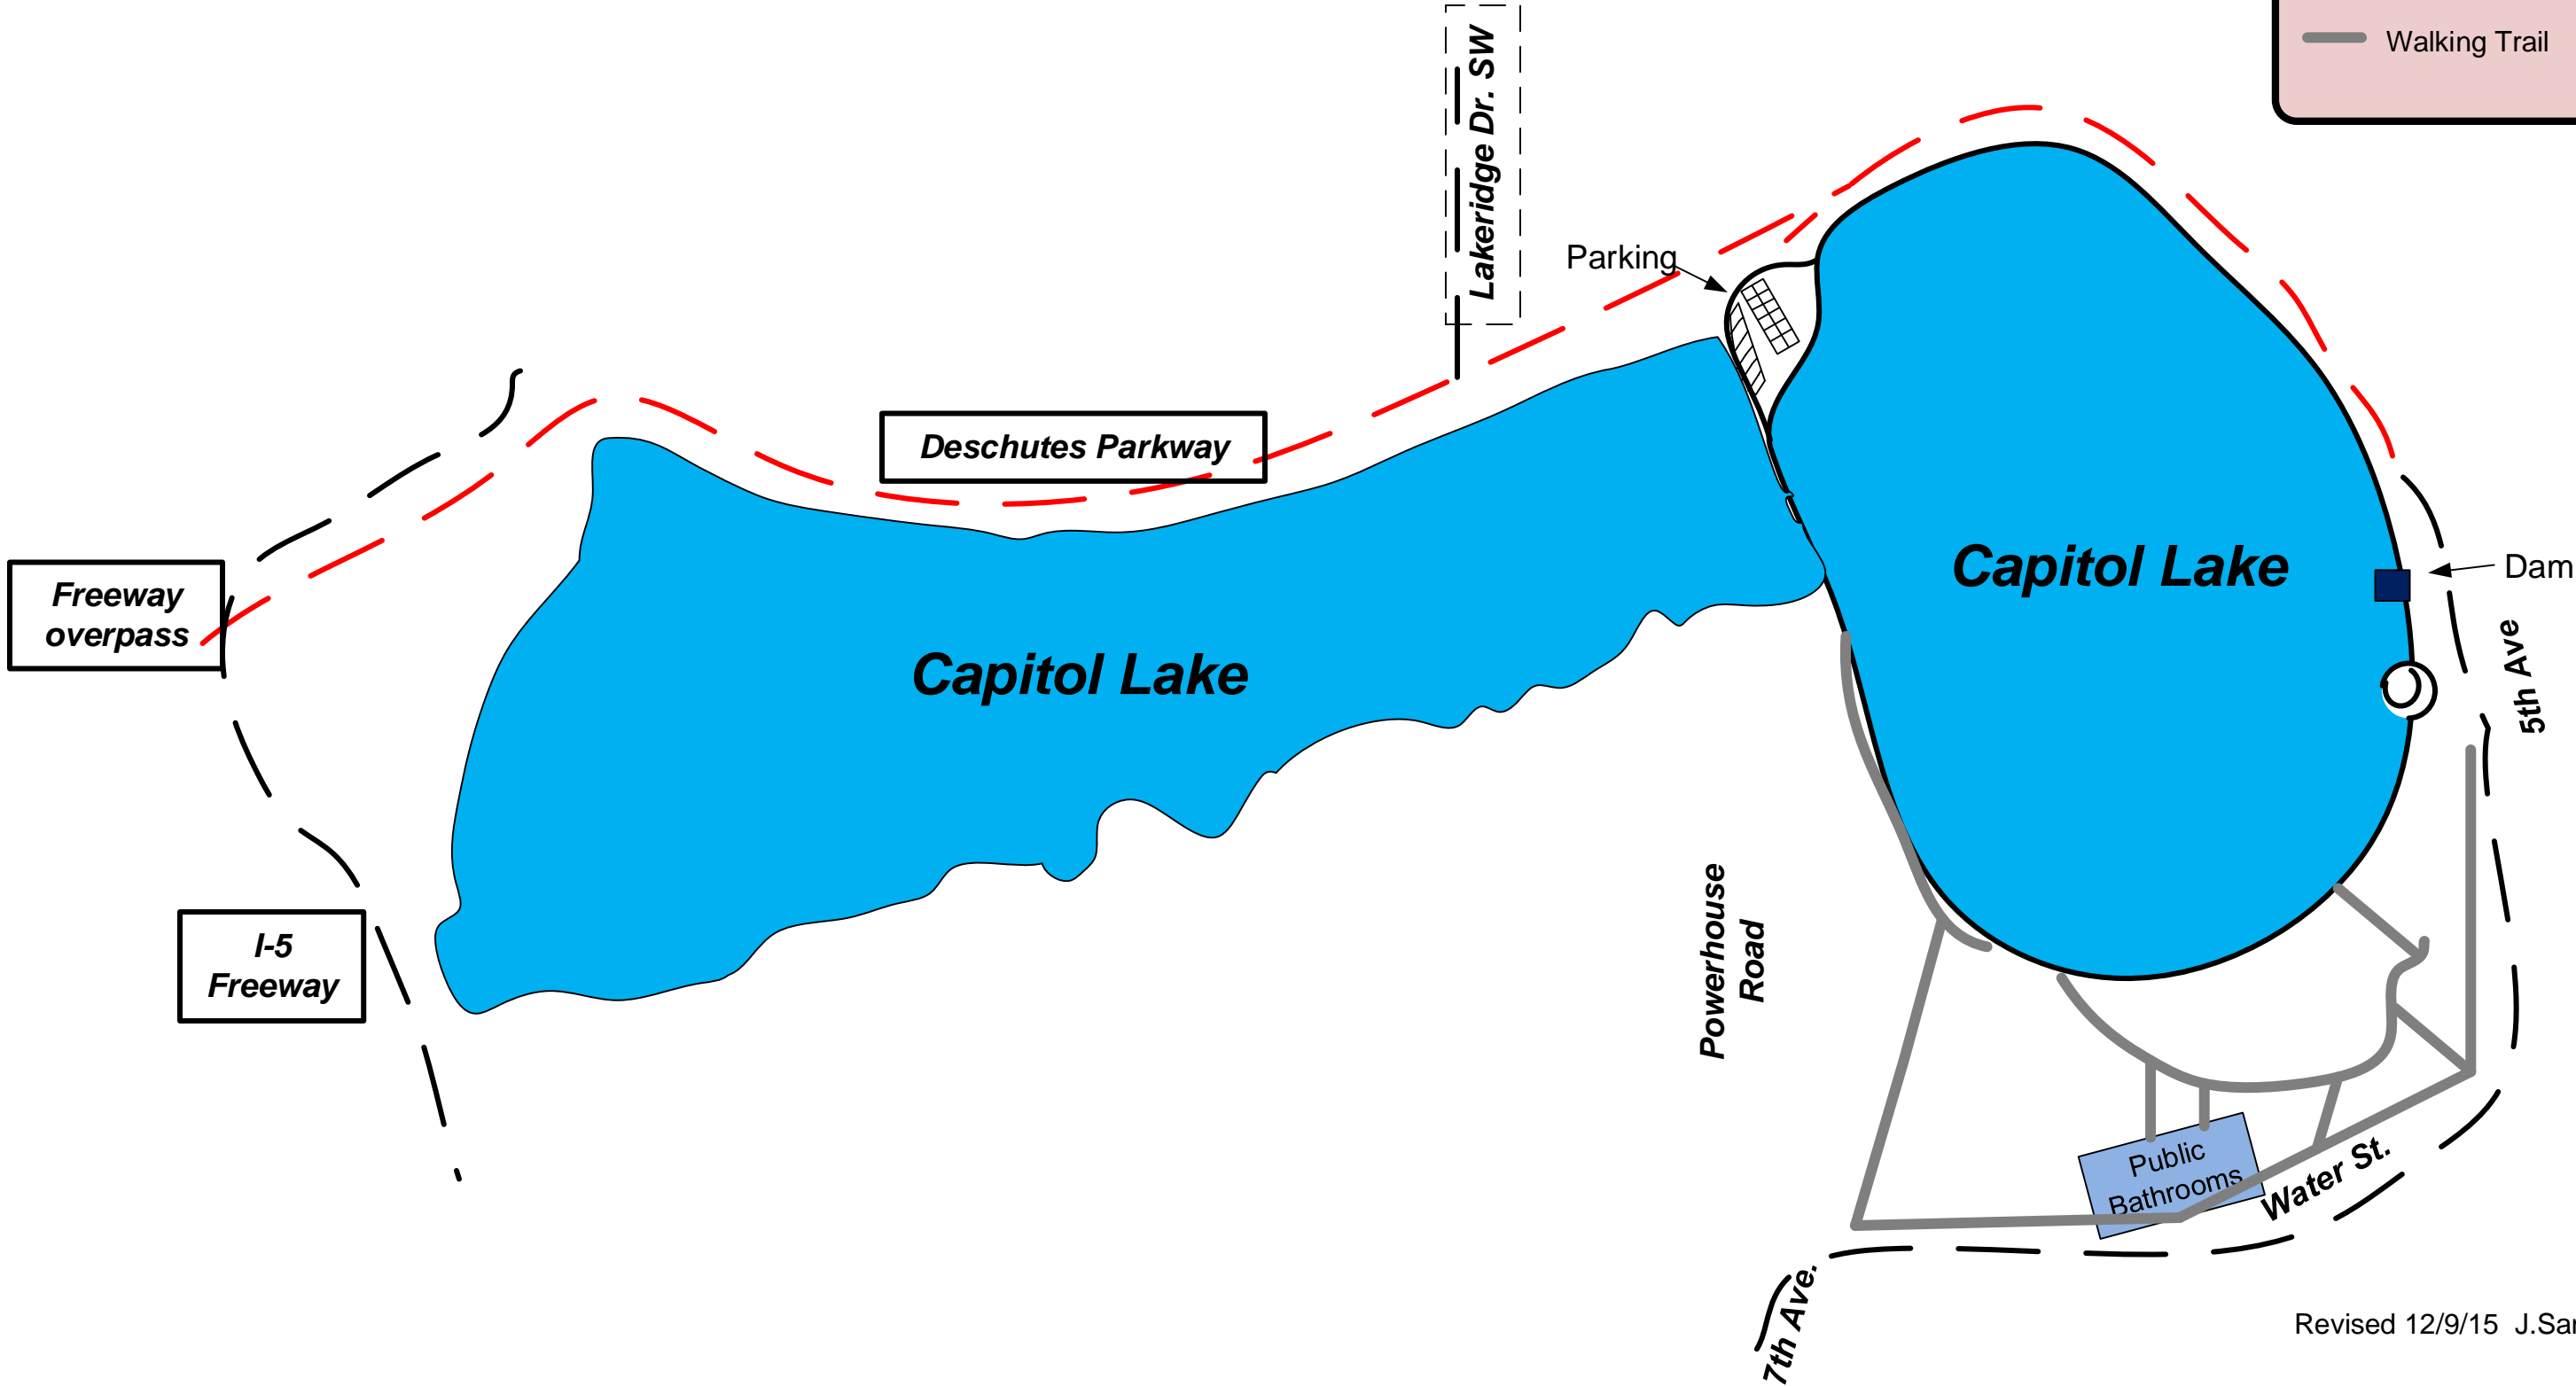 Walking Trail
Lakeridge Dr. SW
Parking
Deschutes Parkway
Capitol Lake
Dam
Freeway
overpass
5th Ave
Capitol Lake
Powerhouse
Road
I-5
Freeway
Public
Bathrooms
Water St.
7th Ave.
Revised 12/9/15 J.Sar